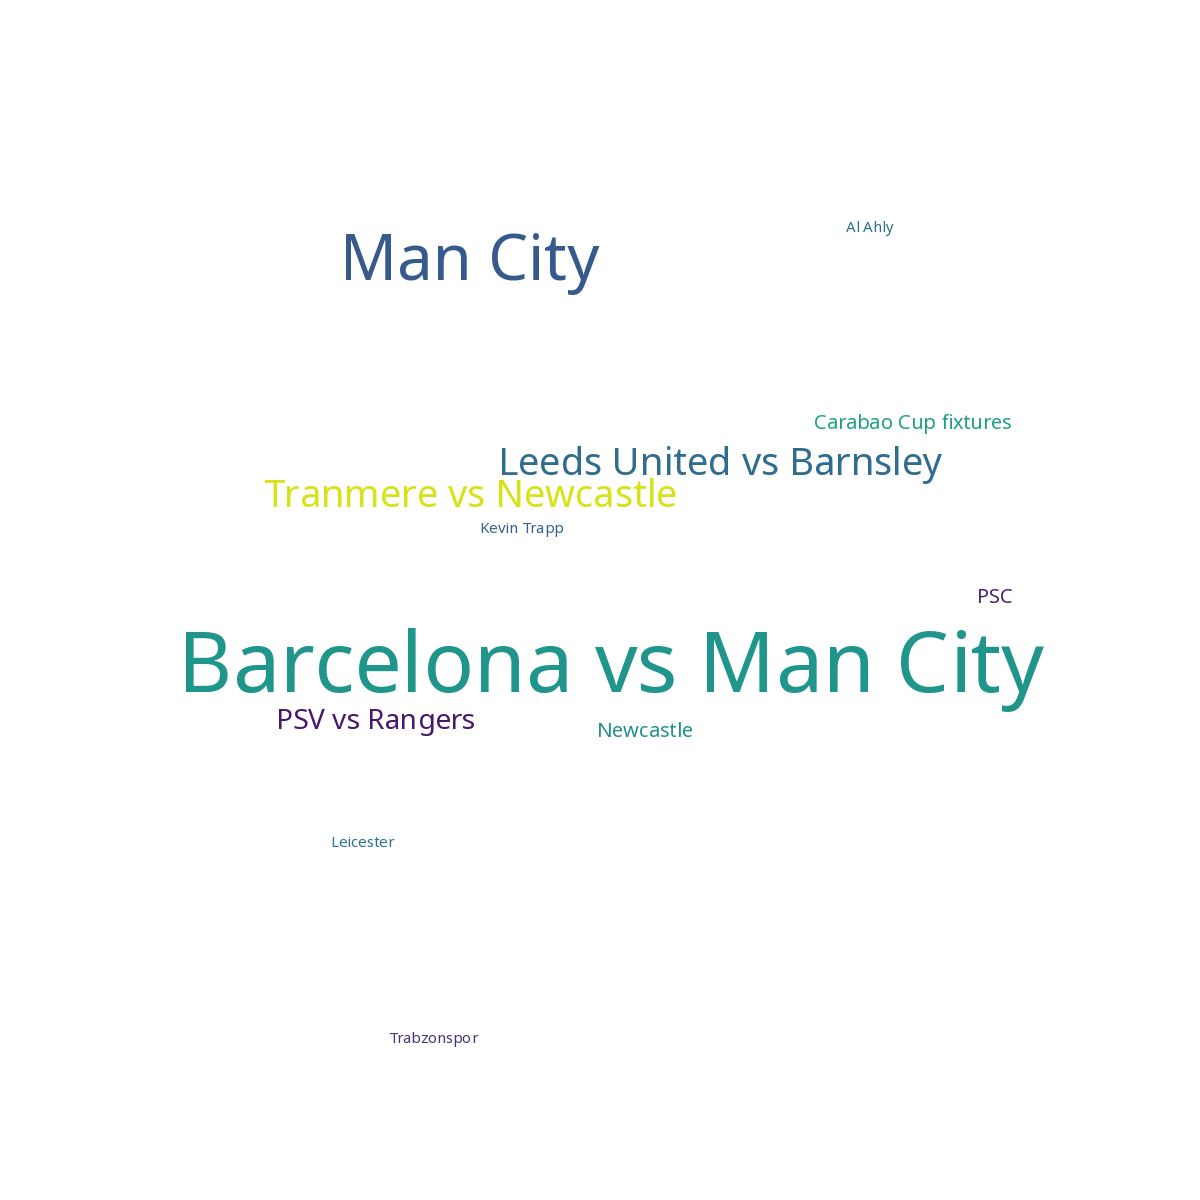 Al Ahly
Man City
Carabao Cup fixtures
Leeds United vs Barnsley
Tranmere vs Newcastle
Kevin Trapp
PSC
Barcelona vs Man City
PSV vs Rangers
Newcastle
Leicester
Trabzonspor